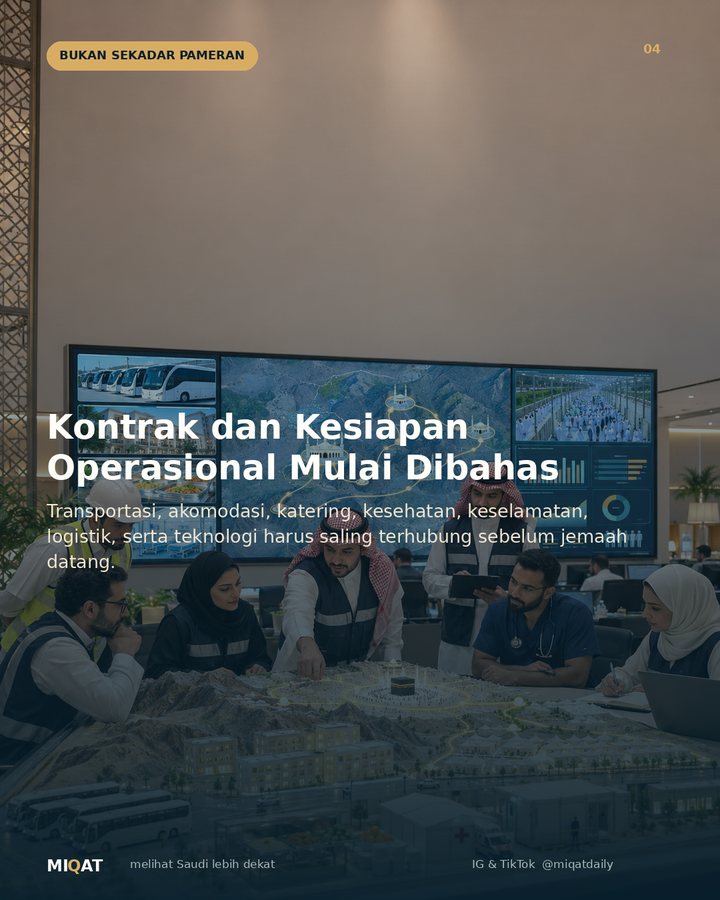 BUKAN SEKADAR PAMERAN
04
Kontrak dan Kesiapan
Operasional Mulai Dibahas
Transportasi, akomodasi, katering, kesehatan, keselamatan,
logistik, serta teknologi harus saling terhubung sebelum jemaah
datang.
MIQAT melihat Saudi lebih dekat IG & TikTok @miqatdaily